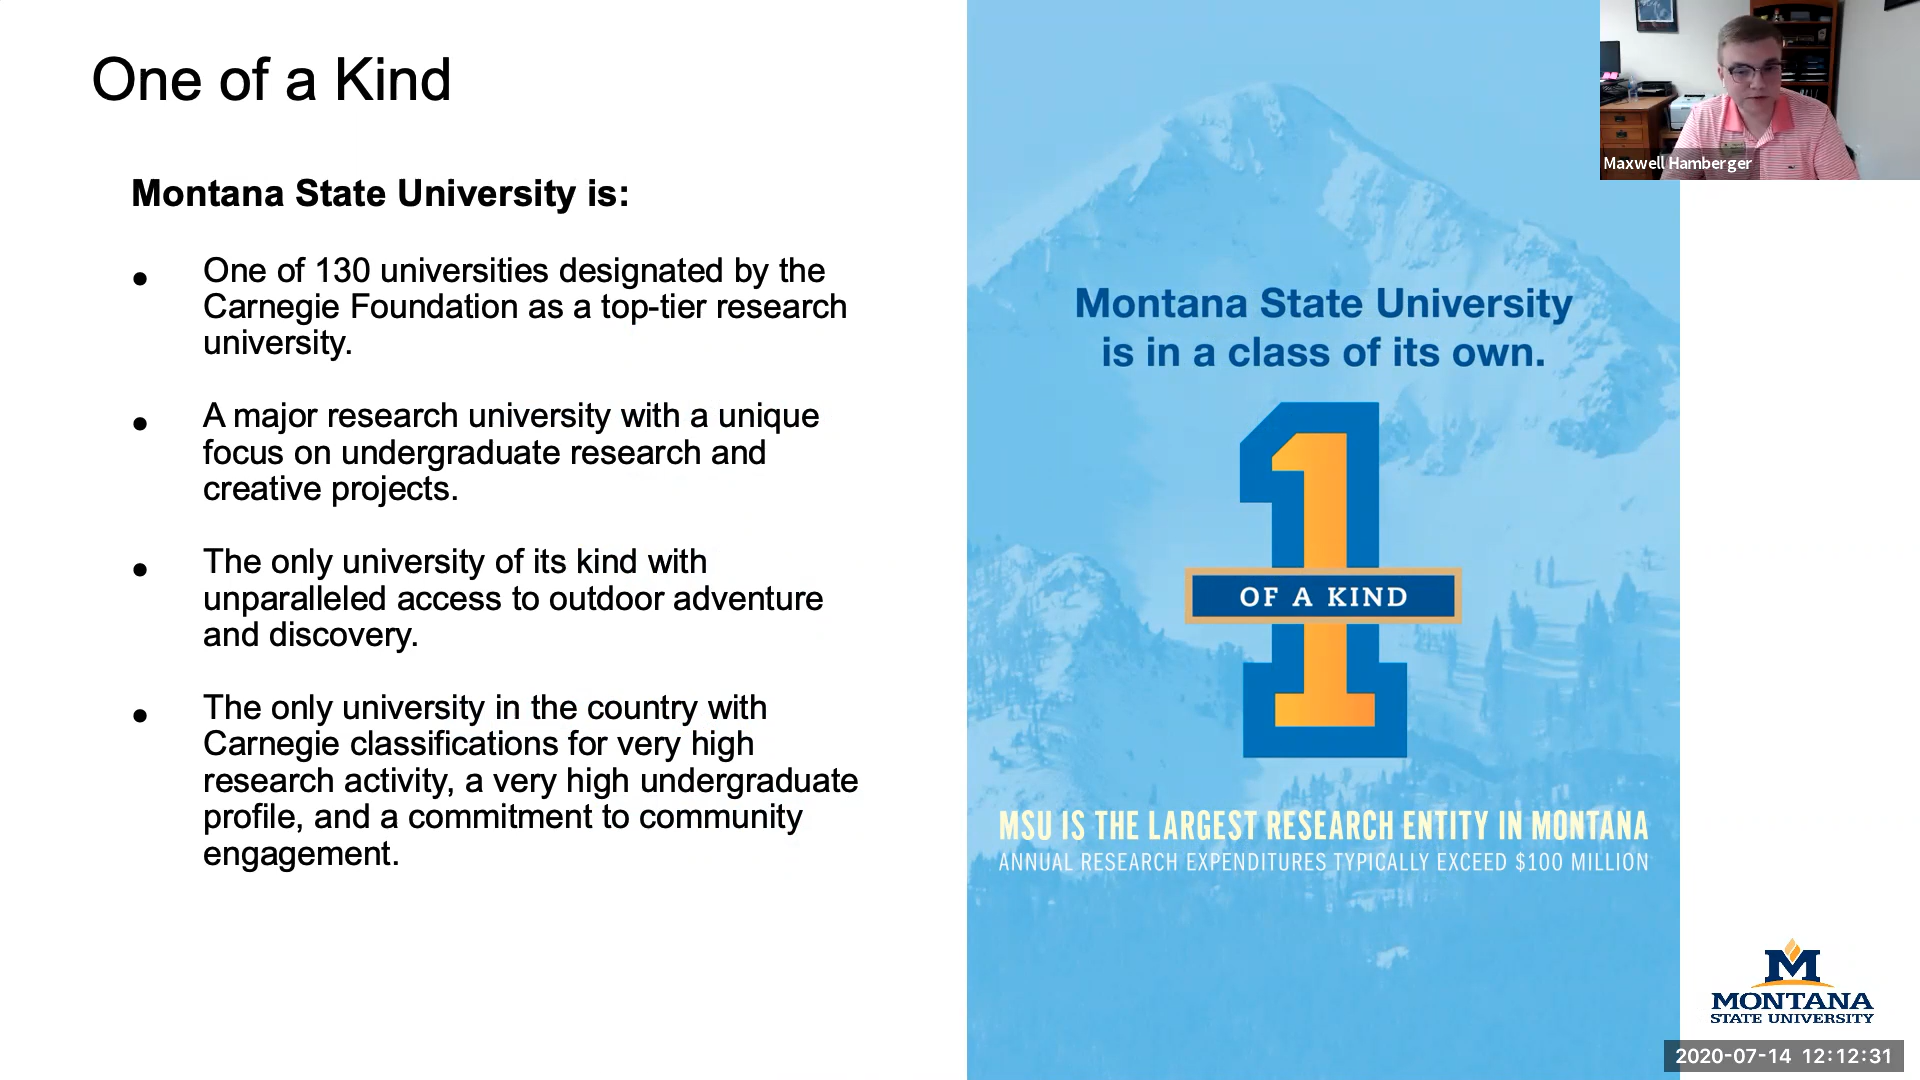 One of a Kind
Montana State University is:
• One of 130 universities designated by the
Carnegie Foundation as a top-tier research
university.
• A major research university with a unique
focus on undergraduate research and
creative projects.
• The only university of its kind with
unparalleled access to outdoor adventure
and discovery.
• The only university in the country with
Carnegie classifications for very high
research activity, a very high undergraduate
profile, and a commitment to community
engagement.
Montana State University
is in a class of its own.
1
OF A KIND
MSU IS THE LARGEST RESEARCH ENTITY IN MONTANA
ANNUAL RESEARCH EXPENDITURES TYPICALLY EXCEED $100 MILLION
Maxwell Hamberger
M
MONTANA
STATE UNIVERSITY
2020-07-14 12:12:31